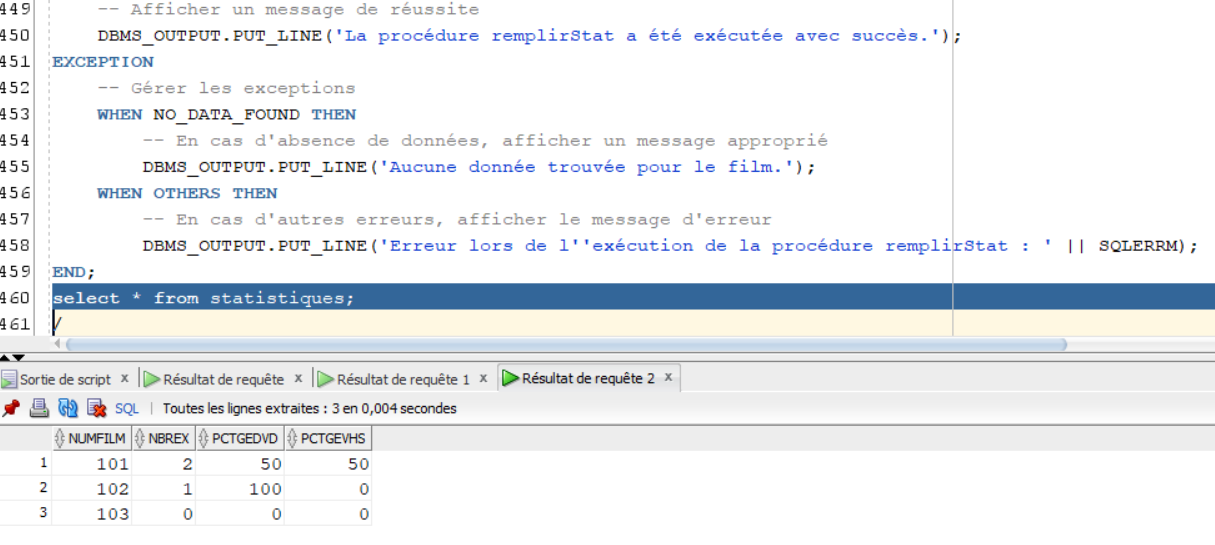 449 -- Afficher un message de réussite
450 DBMS_OUTPUT.PUT_LINE('La procédure remplirStat a été exécutée avec succès.');
451 EXCEPTION
452 -- Gérer les exceptions
453 WHEN NO_DATA_FOUND THEN
454 -- En cas d'absence de données, afficher un message approprié
455 DBMS_OUTPUT.PUT_LINE('Aucune donnée trouvée pour le film.');
456 WHEN OTHERS THEN
457 -- En cas d'autres erreurs, afficher le message d'erreur
458 DBMS_OUTPUT.PUT_LINE('Erreur lors de l''exécution de la procédure remplirStat : ' || SQLERRM);
459 END;
460 select * from statistiques;
461 /
Sortie de script x Résultat de requête x Résultat de requête 1 x Résultat de requête 2 x
SQL | Toutes les lignes extraites : 3 en 0,004 secondes
NUMFILM NBREX PCTGEDVD PCTGEVHS
1 101 2 50 50
2 102 1 100 0
3 103 0 0 0